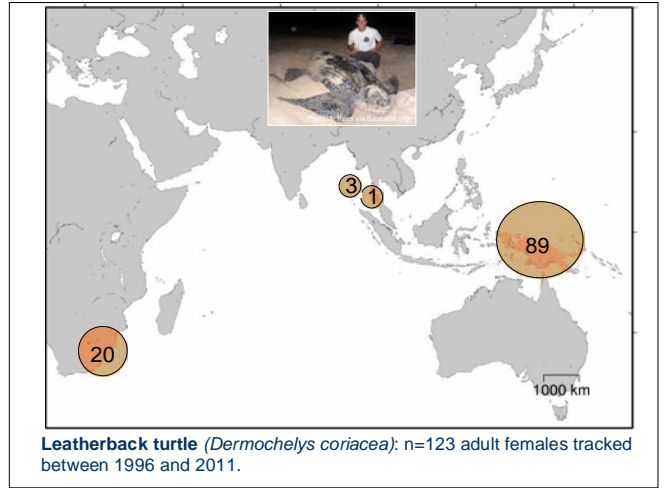 3
1
89
20
1000 km
Leatherback turtle (Dermochelys coriacea): n=123 adult females tracked
between 1996 and 2011.